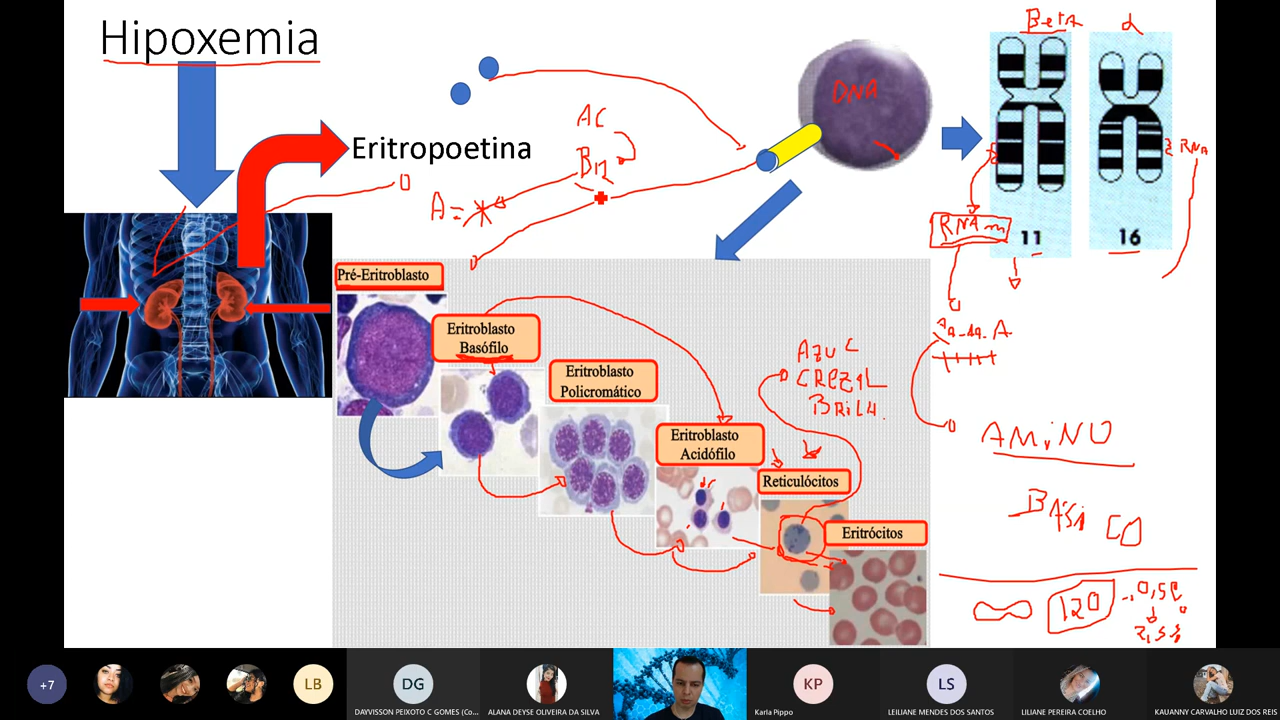 Hipoxemia
Eritropoetina
AC
B12
A=
DNA
Beta
α
RNA
RNAm
11
16
Pré-Eritroblasto
Eritroblasto
Basófilo
Eritroblasto
Policromático
Eritroblasto
Acidófilo
Reticulócitos
Eritrócitos
AZUL
CREZAL
BRILH.
AMiNO
BÁSiCO
120
LB
+7
DG
KP
LS
DAYVISSON PEIXOTO C GOMES (Co...
ALANA DEYSE OLIVEIRA DA SILVA
Karla Pippo
LEILIANE MENDES DOS SANTOS
LILIANE PEREIRA COELHO
KAUANNY CARVALHO LUIZ DOS REIS